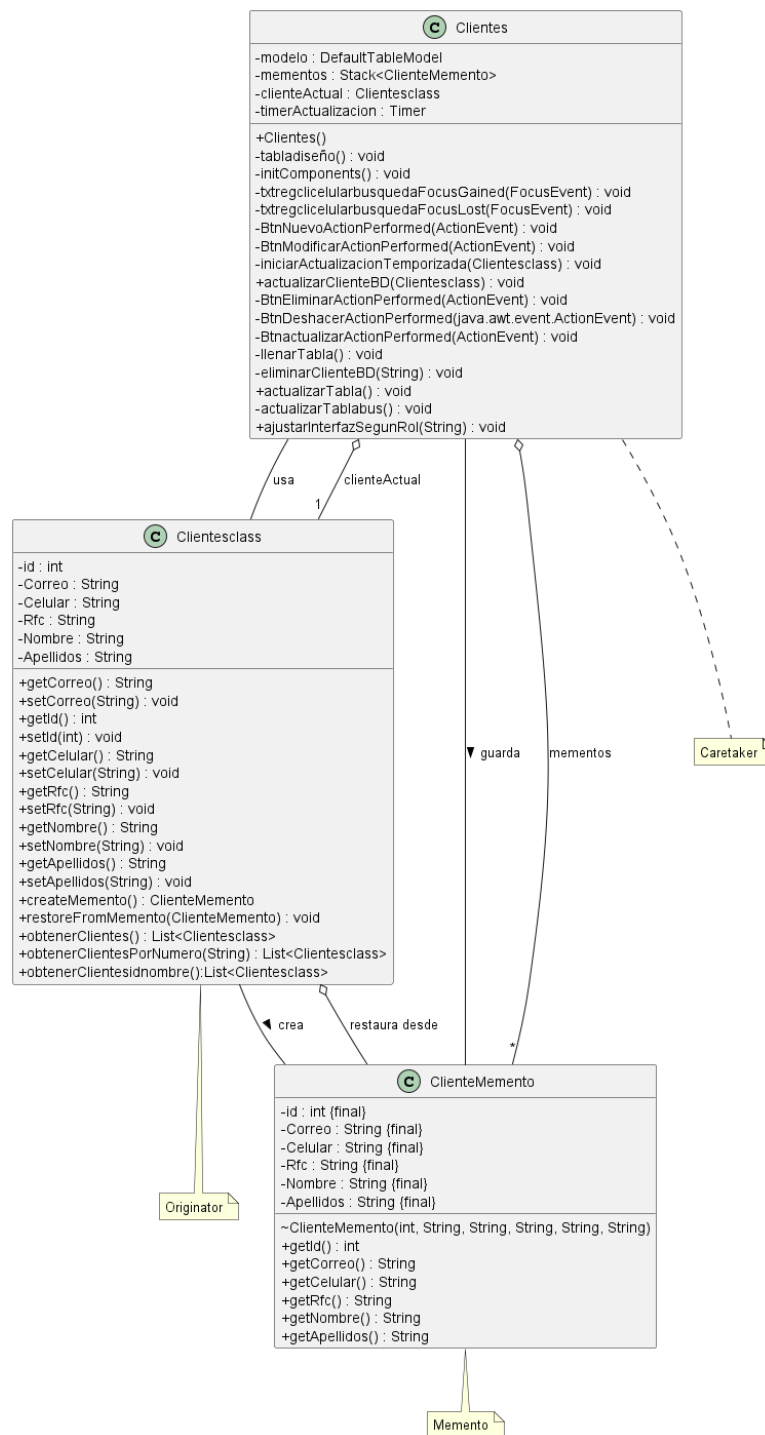 C Clientes
-modelo : DefaultTableModel
-mementos : Stack<ClienteMemento>
-clienteActual : Clientesclass
-timerActualizacion : Timer
+Clientes()
-tabladiseño() : void
-initComponents() : void
-txtregclicelularbusquedaFocusGained(FocusEvent) : void
-txtregclicelularbusquedaFocusLost(FocusEvent) : void
-BtnNuevoActionPerformed(ActionEvent) : void
-BtnModificarActionPerformed(ActionEvent) : void
-iniciarActualizacionTemporizada(Clientesclass) : void
+actualizarClienteBD(Clientesclass) : void
-BtnEliminarActionPerformed(ActionEvent) : void
-BtnDeshacerActionPerformed(java.awt.event.ActionEvent) : void
-BtnactualizarActionPerformed(ActionEvent) : void
-llenarTabla() : void
-eliminarClienteBD(String) : void
+actualizarTabla() : void
-actualizarTablabus() : void
+ajustarInterfazSegunRol(String) : void
usa
clienteActual
1
C Clientesclass
-id : int
-Correo : String
-Celular : String
-Rfc : String
-Nombre : String
-Apellidos : String
+getCorreo() : String
+setCorreo(String) : void
+getId() : int
+setId(int) : void
+getCelular() : String
+setCelular(String) : void
+getRfc() : String
+setRfc(String) : void
+getNombre() : String
+setNombre(String) : void
+getApellidos() : String
+setApellidos(String) : void
+createMemento() : ClienteMemento
+restoreFromMemento(ClienteMemento) : void
+obtenerClientes() : List<Clientesclass>
+obtenerClientesPorNumero(String) : List<Clientesclass>
+obtenerClientesidnombre():List<Clientesclass>
guarda
mementos
Caretaker
crea
restaura desde
*
C ClienteMemento
-id : int {final}
-Correo : String {final}
-Celular : String {final}
-Rfc : String {final}
-Nombre : String {final}
-Apellidos : String {final}
~ClienteMemento(int, String, String, String, String, String)
+getId() : int
+getCorreo() : String
+getCelular() : String
+getRfc() : String
+getNombre() : String
+getApellidos() : String
Originator
Memento